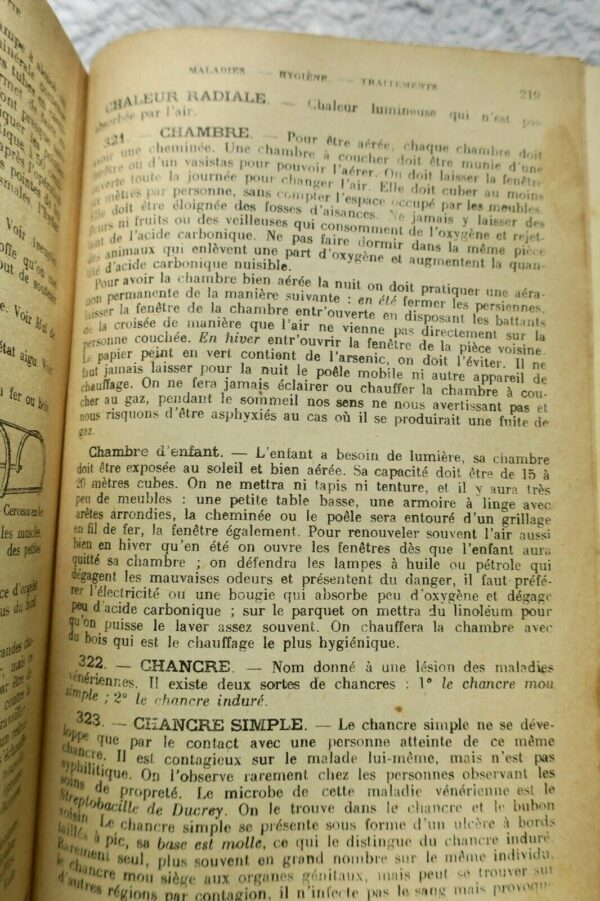 MALADIES. — HYGIÈNE. — TRAITEMENTS 219
CHALEUR RADIALE. — Chaleur lumineuse qui n'est pas
absorbée par l'air.
321. — CHAMBRE. — Pour être aérée, chaque chambre doit
avoir une cheminée. Une chambre à coucher doit être munie d'une
fenêtre ou d'un vasistas pour pouvoir l'aérer. On doit laisser la fenêtre
ouverte toute la journée pour changer l'air. Elle doit cuber au moins
mètres par personne, sans compter l'espace occupé par les meubles.
Elle doit être éloignée des fosses d'aisances. Ne jamais y laisser des
fleurs ni fruits ou des veilleuses qui consomment de l'oxygène et rejet-
tent de l'acide carbonique. Ne pas faire dormir dans la même pièce
des animaux qui enlèvent une part d'oxygène et augmentent la quan-
tité d'acide carbonique nuisible.
Pour avoir la chambre bien aérée la nuit on doit pratiquer une aéra-
tion permanente de la manière suivante : en été fermer les persiennes,
laisser la fenêtre de la chambre entr'ouverte en disposant les battants
de la croisée de manière que l'air ne vienne pas directement sur la
personne couchée. En hiver entr'ouvrir la fenêtre de la pièce voisine.
Le papier peint en vert contient de l'arsenic, on doit l'éviter. Il ne
faut jamais laisser pour la nuit le poêle mobile ni autre appareil de
chauffage. On ne fera jamais éclairer ou chauffer la chambre à cou-
cher au gaz, pendant le sommeil nos sens ne nous avertissant pas et
nous risquons d'être asphyxiés au cas où il se produirait une fuite de
gaz.
Chambre d'enfant. — L'enfant a besoin de lumière, sa chambre
doit être exposée au soleil et bien aérée. Sa capacité doit être de 15 à
20 mètres cubes. On ne mettra ni tapis ni tenture, et il y aura très
peu de meubles : une petite table basse, une armoire à linge avec
arêtes arrondies, la cheminée ou le poêle sera entouré d'un grillage
en fil de fer, la fenêtre également. Pour renouveler souvent l'air aussi
bien en hiver qu'en été on ouvre les fenêtres dès que l'enfant aura
quitté sa chambre ; on défendra les lampes à huile ou pétrole qui
dégagent les mauvaises odeurs et présentent du danger, il faut préfé-
rer l'électricité ou une bougie qui absorbe peu d'oxygène et dégage
peu d'acide carbonique ; sur le parquet on mettra du linoléum pour
qu'on puisse le laver assez souvent. On chauffera la chambre avec
du bois qui est le chauffage le plus hygiénique.
322. — CHANCRE. — Nom donné à une lésion des maladies
vénériennes. Il existe deux sortes de chancres : 1° le chancre mou
simple ; 2° le chancre induré.
323. — CHANCRE SIMPLE. — Le chancre simple ne se déve-
loppe que par le contact avec une personne atteinte de ce même
chancre. Il est contagieux sur le malade lui-même, mais n'est pas
syphilitique. On l'observe rarement chez les personnes observant les
soins de propreté. Le microbe de cette maladie vénérienne est le
Streptobacille de Ducrey. On le trouve dans le chancre et le bubon
voisin Le chancre simple se présente sous forme d'un ulcère à bords
taillés à pic, sa base est molle, ce qui le distingue du chancre induré.
Rarement seul, plus souvent en grand nombre sur le même individu,
le chancre mou siège aux organes génitaux, mais peut se trouver sur
d'autres régions par contagion, il n'infecte pas le sang mais provoque